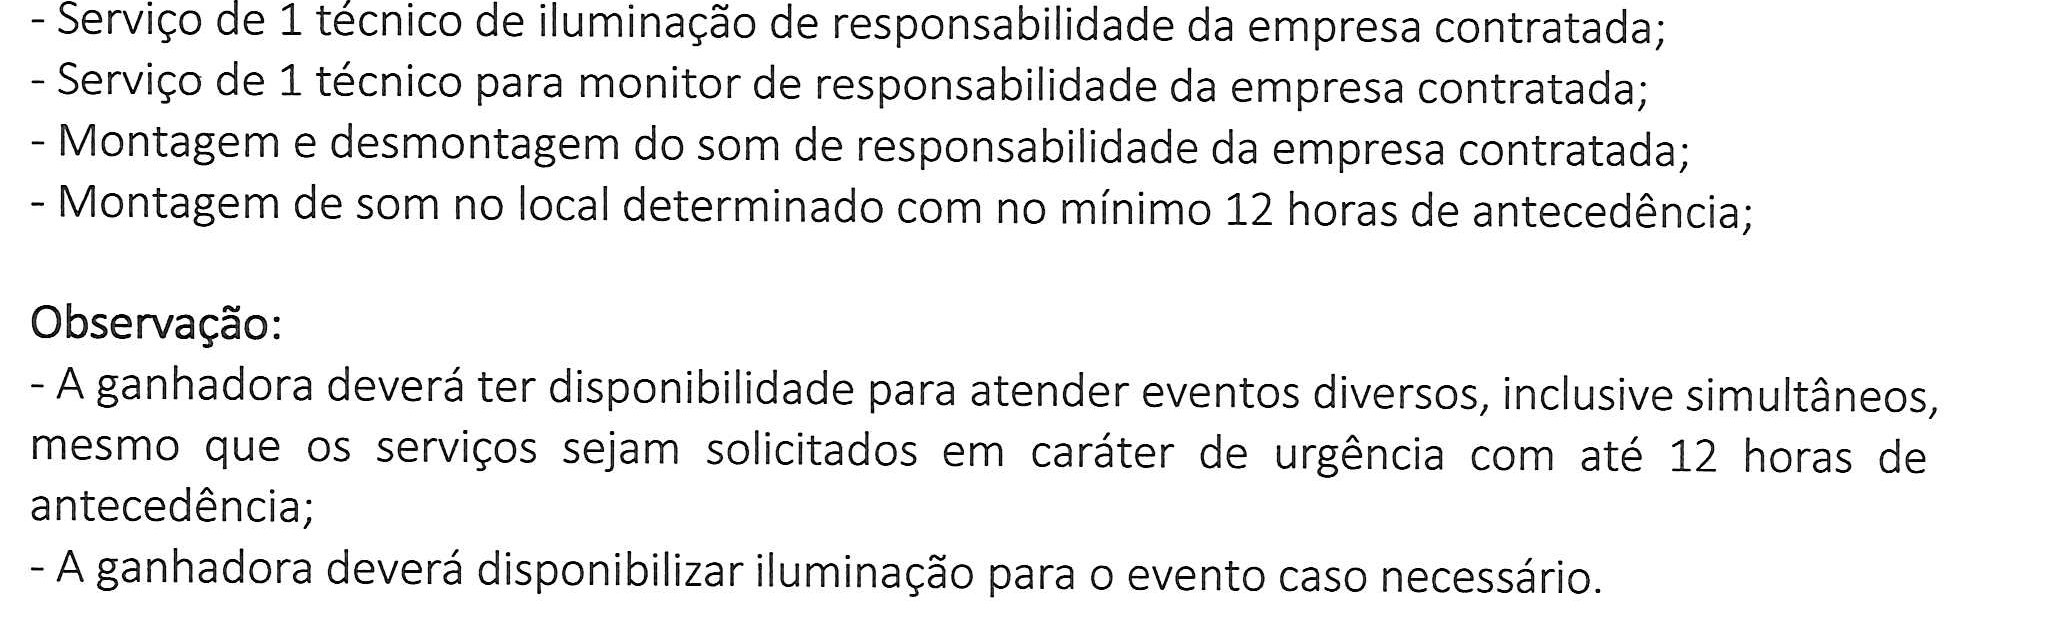 - Serviço de 1 técnico de iluminação de responsabilidade da empresa contratada;
- Serviço de 1 técnico para monitor de responsabilidade da empresa contratada;
- Montagem e desmontagem do som de responsabilidade da empresa contratada;
- Montagem de som no local determinado com no mínimo 12 horas de antecedência;
Observação:
- A ganhadora deverá ter disponibilidade para atender eventos diversos, inclusive simultâneos,
mesmo que os serviços sejam solicitados em caráter de urgência com até 12 horas de
antecedência;
- A ganhadora deverá disponibilizar iluminação para o evento caso necessário.